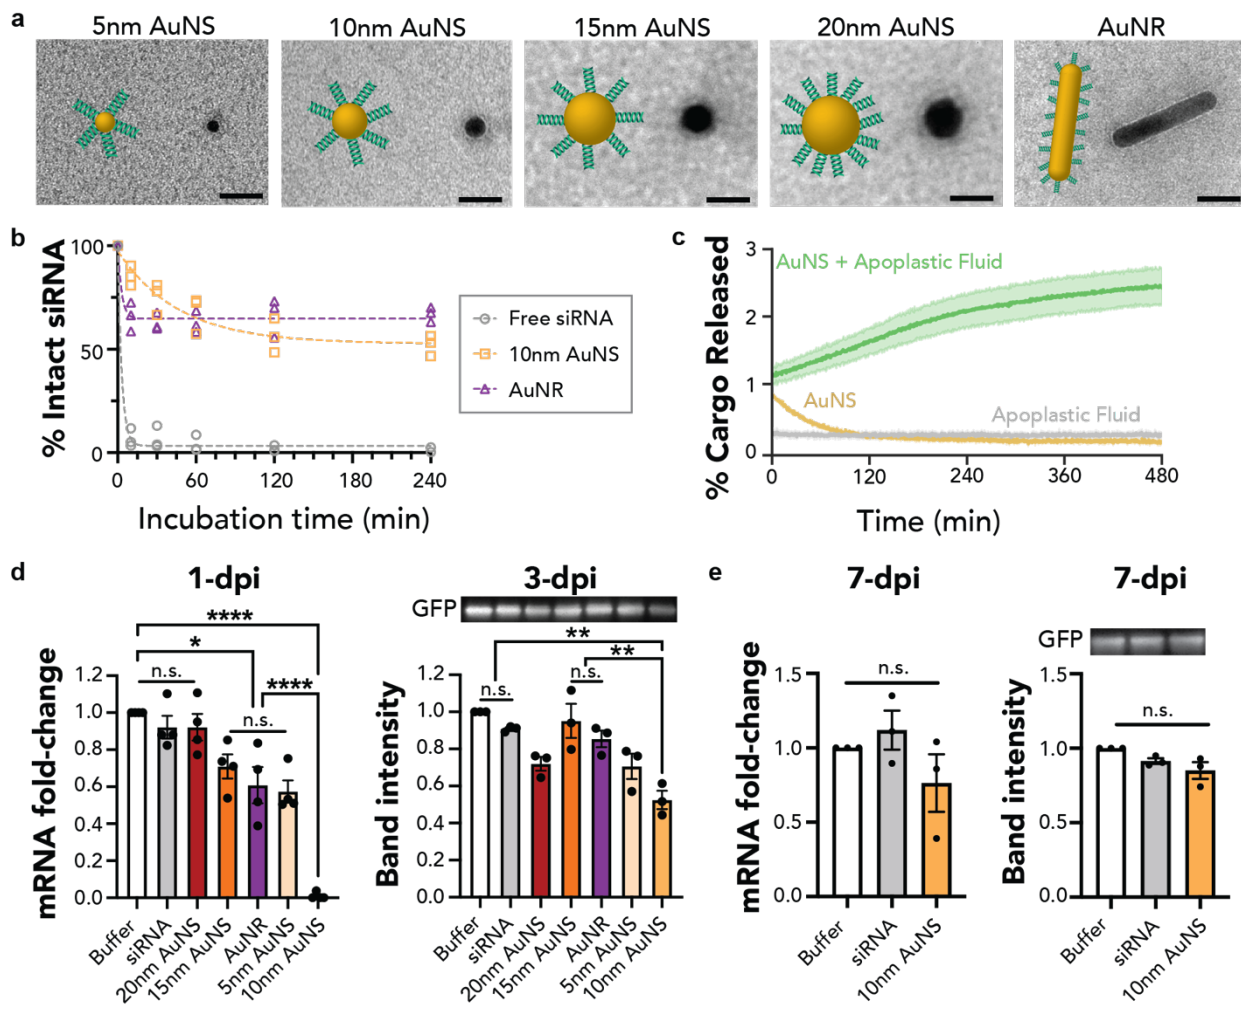 a
5nm AuNS
10nm AuNS
15nm AuNS
20nm AuNS
AuNR
b
% Intact siRNA
100
50
0
0
60
120
180
240
Incubation time (min)
Free siRNA
10nm AuNS
AuNR
c
% Cargo Released
3
2
1
0
AuNS + Apoplastic Fluid
AuNS
Apoplastic Fluid
0
120
240
360
480
Time (min)
d
1-dpi
****
*
****
n.s.
n.s.
mRNA fold-change
1.2
1.0
0.8
0.6
0.4
0.2
0.0
Buffer
siRNA
20nm AuNS
15nm AuNS
AuNR
5nm AuNS
10nm AuNS
3-dpi
GFP
**
**
n.s.
n.s.
Band intensity
1.2
1.0
0.8
0.6
0.4
0.2
0.0
Buffer
siRNA
20nm AuNS
15nm AuNS
AuNR
5nm AuNS
10nm AuNS
e
7-dpi
n.s.
mRNA fold-change
1.5
1.0
0.5
0.0
Buffer
siRNA
10nm AuNS
7-dpi
GFP
n.s.
Band intensity
1.5
1.0
0.5
0.0
Buffer
siRNA
10nm AuNS